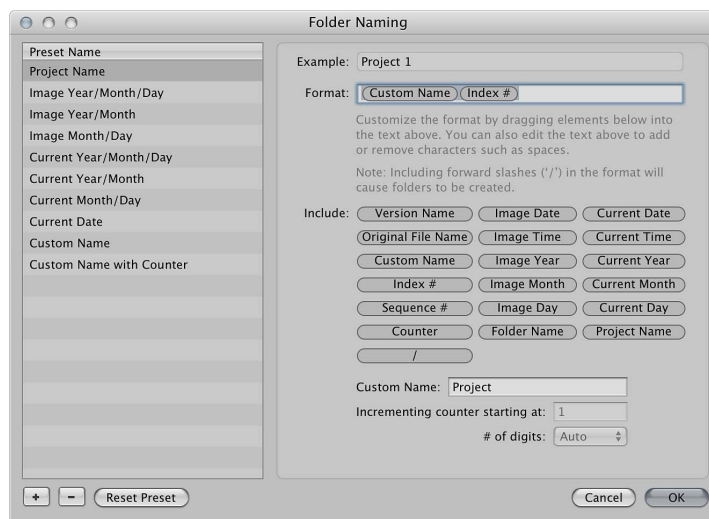 Folder Naming
Preset Name
Project Name
Image Year/Month/Day
Image Year/Month
Image Month/Day
Current Year/Month/Day
Current Year/Month
Current Month/Day
Current Date
Custom Name
Custom Name with Counter
+ - Reset Preset
Example: Project 1
Format: Custom Name Index #
Customize the format by dragging elements below into
the text above. You can also edit the text above to add
or remove characters such as spaces.
Note: Including forward slashes ('/') in the format will
cause folders to be created.
Include: Version Name Image Date Current Date
Original File Name Image Time Current Time
Custom Name Image Year Current Year
Index # Image Month Current Month
Sequence # Image Day Current Day
Counter Folder Name Project Name
/
Custom Name: Project
Incrementing counter starting at: 1
# of digits: Auto
Cancel OK